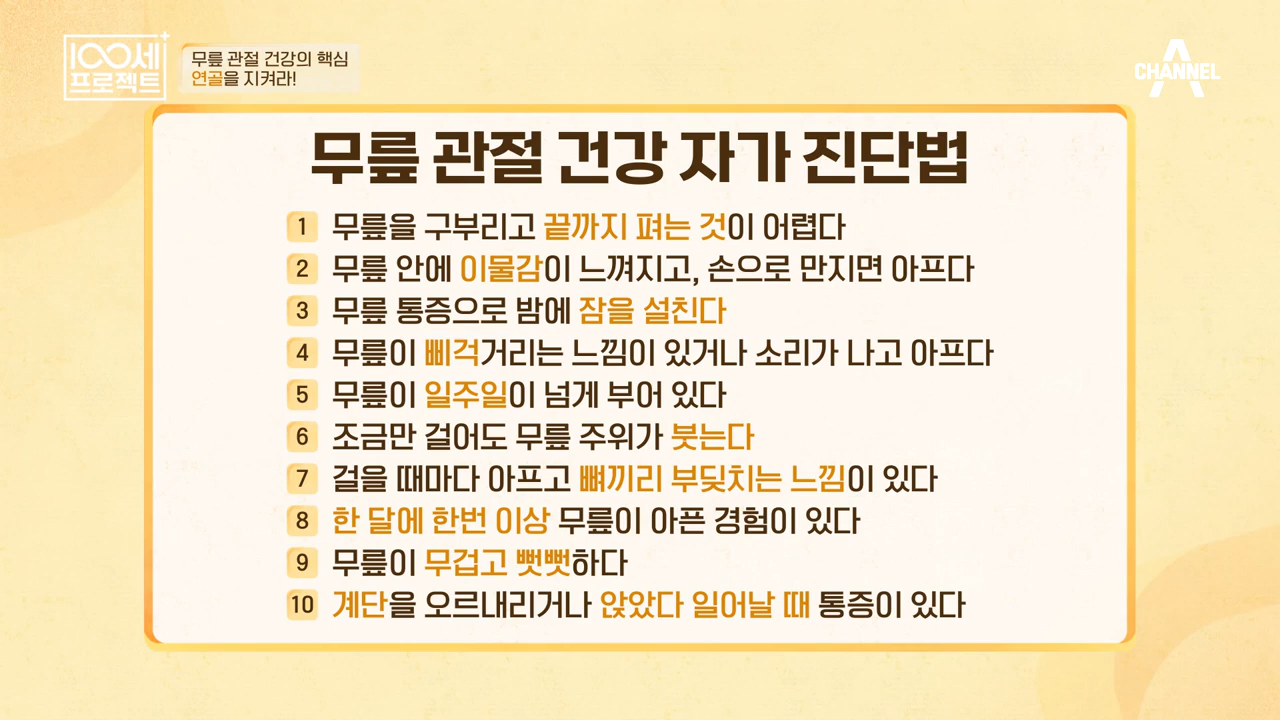 100세
프로젝트
무릎 관절 건강의 핵심
연골을 지켜라!
CHANNEL A
무릎 관절 건강 자가 진단법
1 무릎을 구부리고 끝까지 펴는 것이 어렵다
2 무릎 안에 이물감이 느껴지고, 손으로 만지면 아프다
3 무릎 통증으로 밤에 잠을 설친다
4 무릎이 삐걱거리는 느낌이 있거나 소리가 나고 아프다
5 무릎이 일주일이 넘게 부어 있다
6 조금만 걸어도 무릎 주위가 붓는다
7 걸을 때마다 아프고 뼈끼리 부딪치는 느낌이 있다
8 한 달에 한번 이상 무릎이 아픈 경험이 있다
9 무릎이 무겁고 뻣뻣하다
10 계단을 오르내리거나 앉았다 일어날 때 통증이 있다